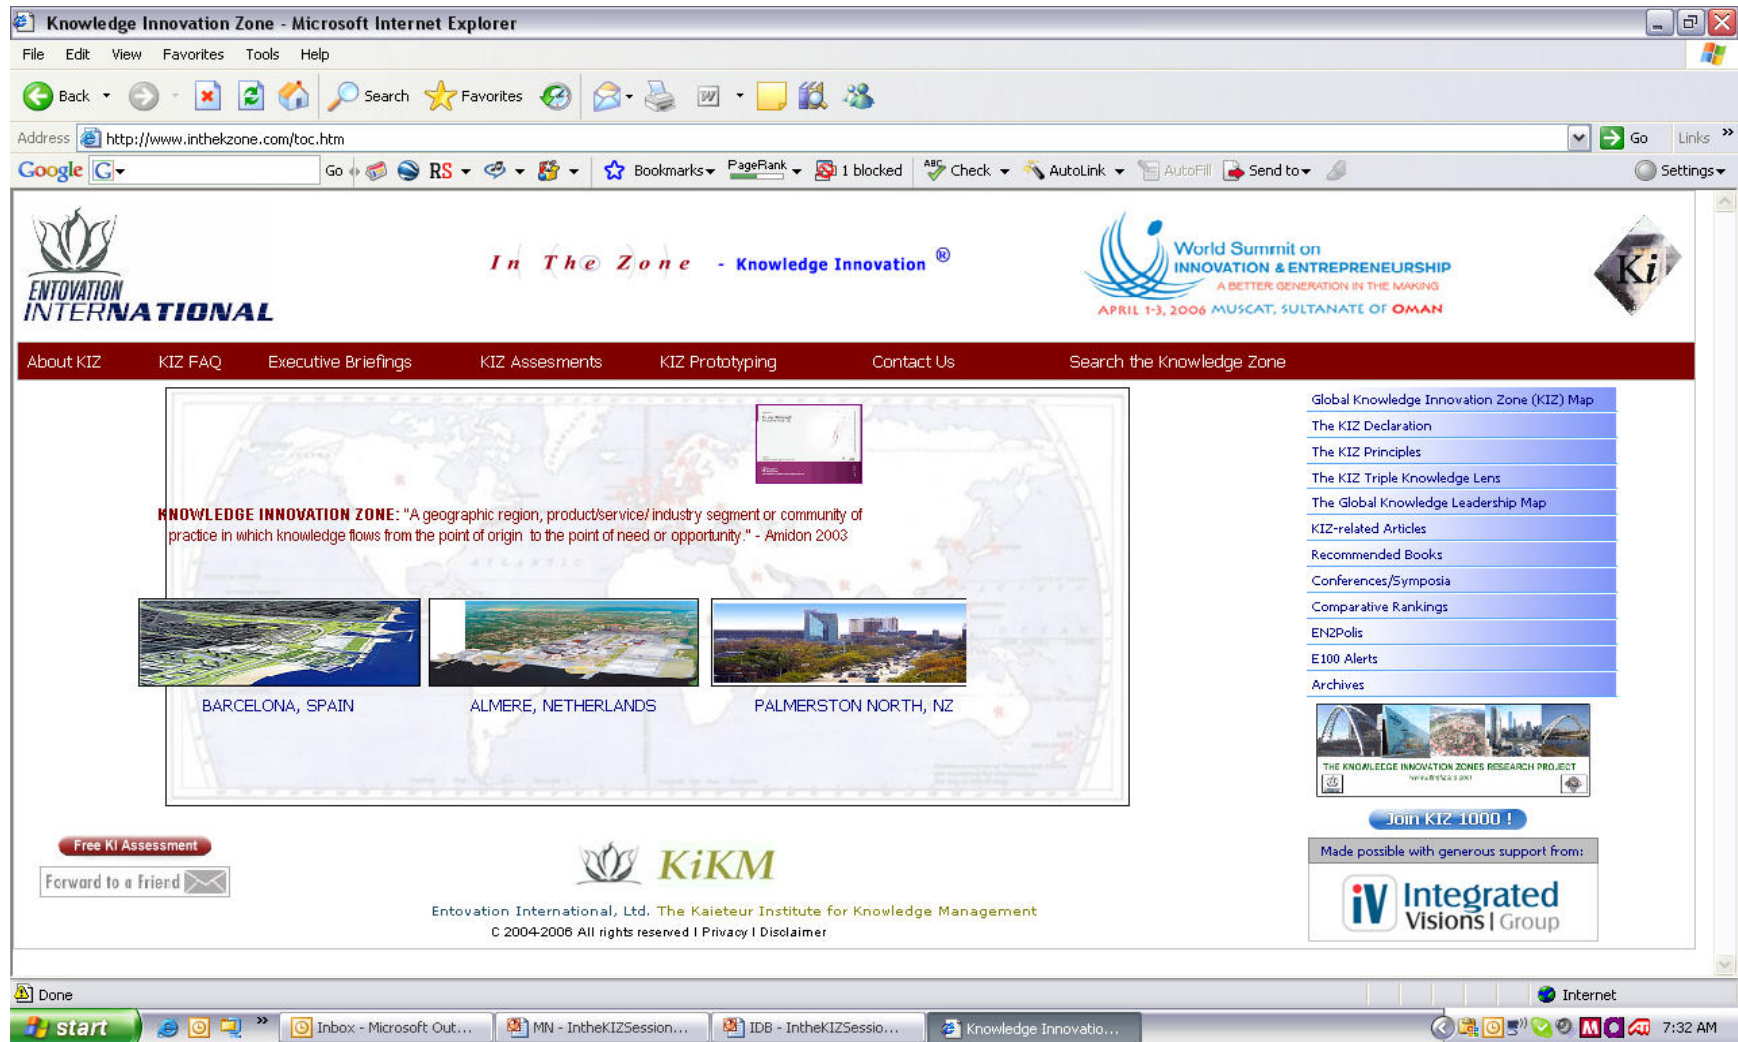 Knowledge Innovation Zone - Microsoft Internet Explorer
File Edit View Favorites Tools Help
Back Search Favorites
Address http://www.inthekzone.com/toc.htm Go Links »
Google G Go RS Bookmarks PageRank 1 blocked ABC Check AutoLink AutoFill Send to Settings
ENTOVATION
INTERNATIONAL
In The Zone - Knowledge Innovation ®
World Summit on
INNOVATION & ENTREPRENEURSHIP
A BETTER GENERATION IN THE MAKING
APRIL 1-3, 2006 MUSCAT, SULTANATE OF OMAN
Ki
About KIZ KIZ FAQ Executive Briefings KIZ Assesments KIZ Prototyping Contact Us Search the Knowledge Zone
KNOWLEDGE INNOVATION ZONE: "A geographic region, product/service/ industry segment or community of
practice in which knowledge flows from the point of origin to the point of need or opportunity." - Amidon 2003
ATLANTIC
BARCELONA, SPAIN ALMERE, NETHERLANDS PALMERSTON NORTH, NZ
Global Knowledge Innovation Zone (KIZ) Map
The KIZ Declaration
The KIZ Principles
The KIZ Triple Knowledge Lens
The Global Knowledge Leadership Map
KIZ-related Articles
Recommended Books
Conferences/Symposia
Comparative Rankings
EN2Polis
E100 Alerts
Archives
THE KNOWLEDGE INNOVATION ZONES RESEARCH PROJECT
Join KIZ 1000 !
Made possible with generous support from:
iV Integrated
Visions | Group
Free KI Assessment
Forward to a Friend
KiKM
Entovation International, Ltd. The Kaieteur Institute for Knowledge Management
© 2004-2006 All rights reserved | Privacy | Disclaimer
Done Internet
start » Inbox - Microsoft Out... MN - IntheKIZSession... IDB - IntheKIZSessio... Knowledge Innovatio... 7:32 AM